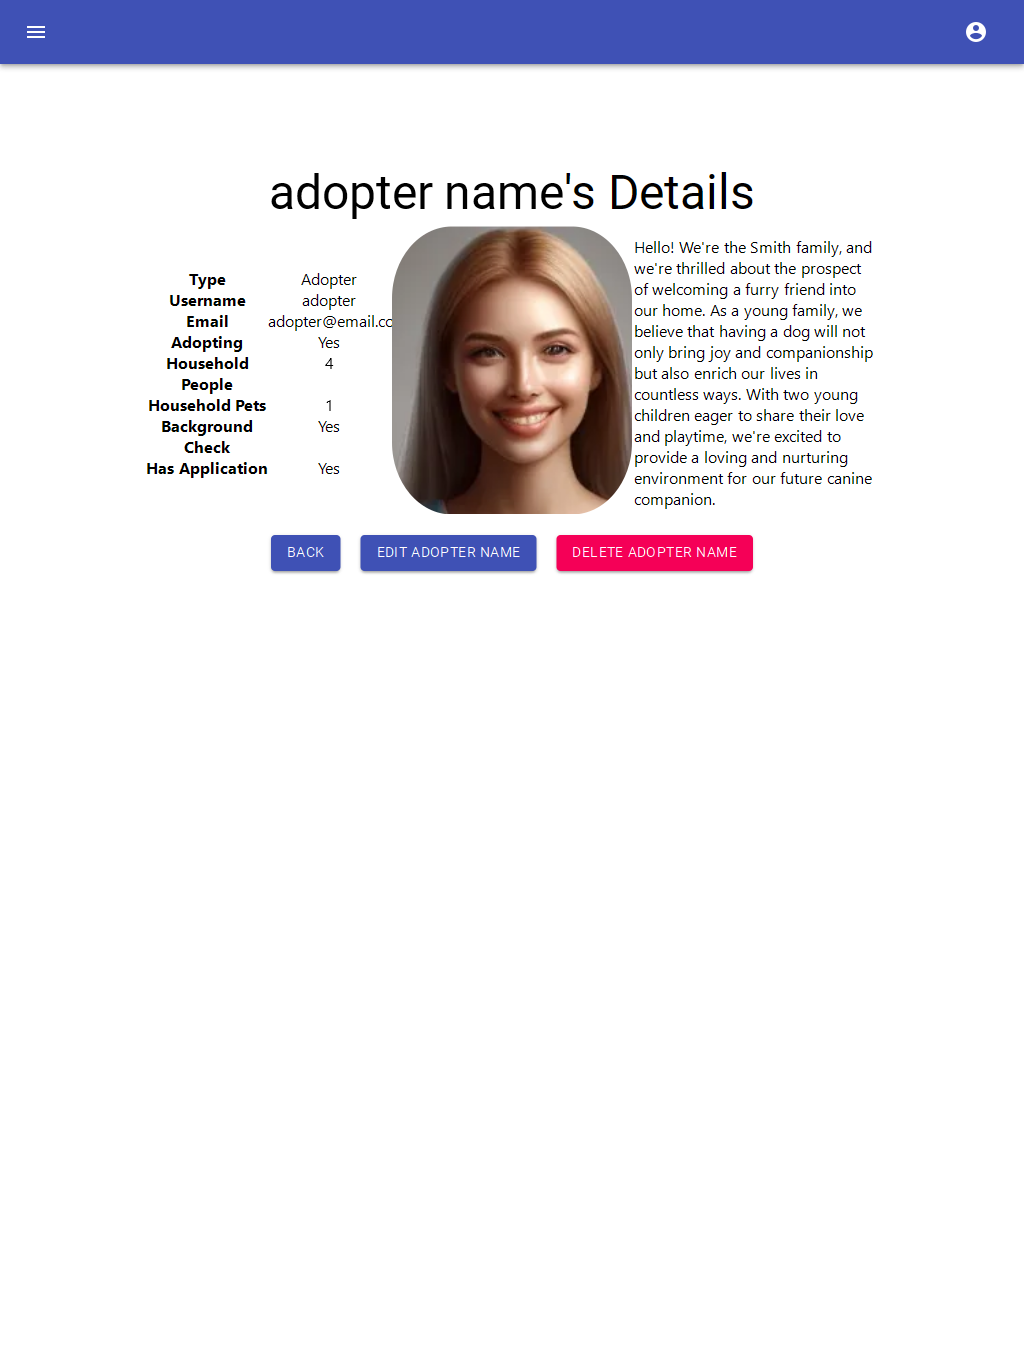 adopter name's Details
Type Adopter
Username adopter
Email adopter@email.co
Adopting Yes
Household 4
People
Household Pets 1
Background Yes
Check
Has Application Yes
Hello! We're the Smith family, and
we're thrilled about the prospect
of welcoming a furry friend into
our home. As a young family, we
believe that having a dog will not
only bring joy and companionship
but also enrich our lives in
countless ways. With two young
children eager to share their love
and playtime, we're excited to
provide a loving and nurturing
environment for our future canine
companion.
BACK
EDIT ADOPTER NAME
DELETE ADOPTER NAME